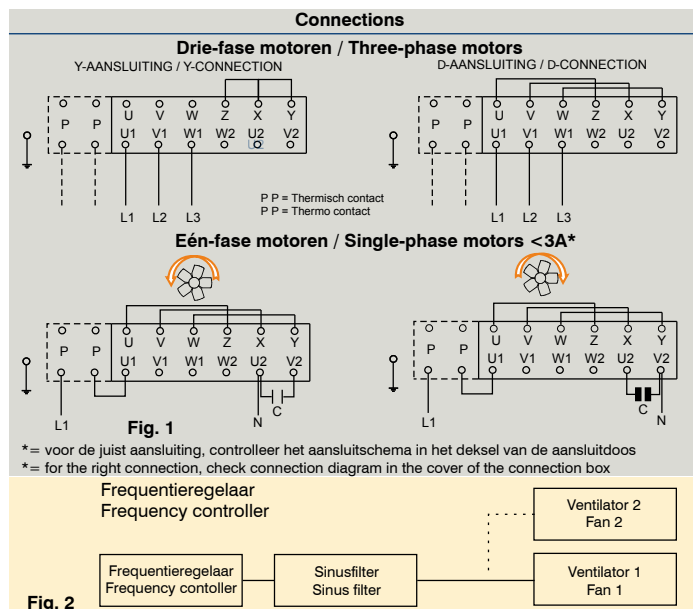 Connections
Drie-fase motoren / Three-phase motors
Y-AANSLUITING / Y-CONNECTION
D-AANSLUITING / D-CONNECTION
P P U V W Z X Y
U1 V1 W1 W2 U2 V2
L1 L2 L3
P P U V W Z X Y
U1 V1 W1 W2 U2 V2
L1 L2 L3
P P = Thermisch contact
P P = Thermo contact
Eén-fase motoren / Single-phase motors <3A*
P P U V W Z X Y
U1 V1 W1 W2 U2 V2
L1 N C
P P U V W Z X Y
U1 V1 W1 W2 U2 V2
L1 C N
Fig. 1
*= voor de juist aansluiting, controlleer het aansluitschema in het deksel van de aansluitdoos
*= for the right connection, check connection diagram in the cover of the connection box
Frequentieregelaar
Frequency controller
Ventilator 2
Fan 2
Frequentieregelaar
Frequency contoller
Sinusfilter
Sinus filter
Ventilator 1
Fan 1
Fig. 2